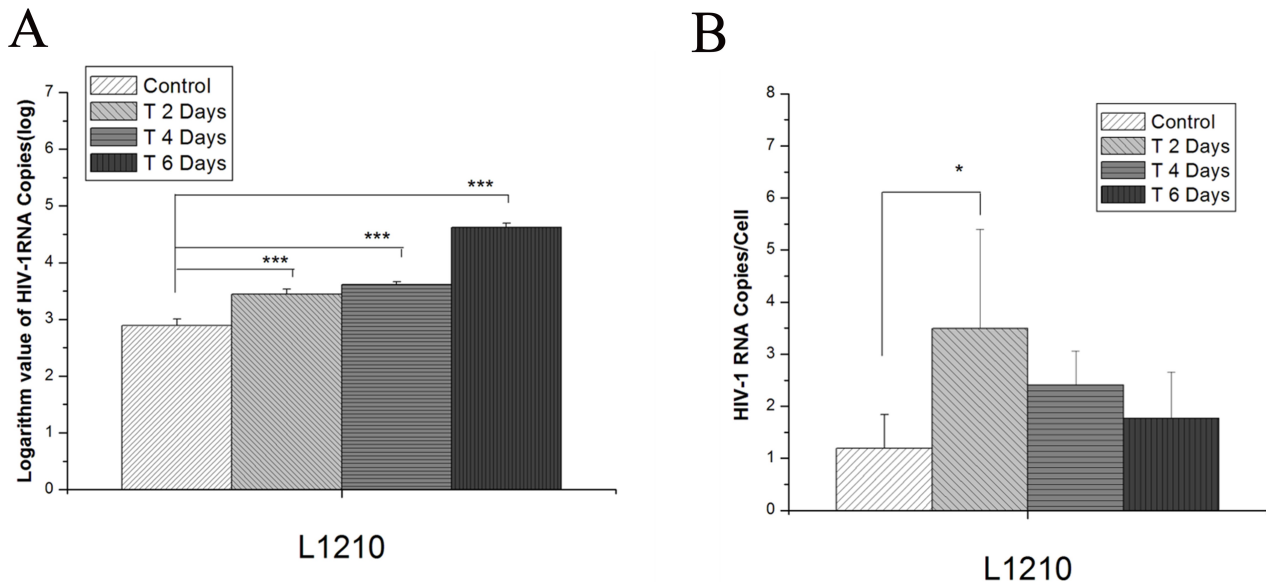 A
Control
T 2 Days
T 4 Days
T 6 Days
Logarithm value of HIV-1RNA Copies(log)
7
6
5
4
3
2
1
0
***
***
***
L1210
B
Control
T 2 Days
T 4 Days
T 6 Days
HIV-1 RNA Copies/Cell
8
7
6
5
4
3
2
1
0
*
L1210